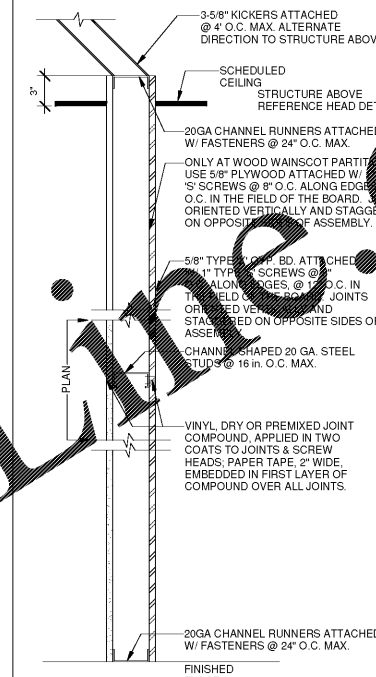 3-5/8" KICKERS ATTACHED
@ 4' O.C. MAX. ALTERNATE
DIRECTION TO STRUCTURE ABOV
SCHEDULED
CEILING
STRUCTURE ABOVE
REFERENCE HEAD DET
3"
20GA CHANNEL RUNNERS ATTACHED
W/ FASTENERS @ 24" O.C. MAX.
ONLY AT WOOD WAINSCOT PARTIT
USE 5/8" PLYWOOD ATTACHED W/
'S' SCREWS @ 8" O.C. ALONG EDGE
O.C. IN THE FIELD OF THE BOARD.
ORIENTED VERTICALLY AND STAGGE
ON OPPOSITE OF ASSEMBLY.
5/8" TYPE BD. ATTACHED
W/ 1" TYPE SCREWS @
ALONG EDGES, @ O.C. IN
THE FIELD OF THE BOARD. JOINTS
ORIENTED VERTICALLY AND
STAGGERED ON OPPOSITE SIDES OF
ASSEMBLY.
CHANNEL SHAPED 20 GA. STEEL
STUDS @ 16 in. O.C. MAX.
PLAN
VINYL, DRY OR PREMIXED JOINT
COMPOUND, APPLIED IN TWO
COATS TO JOINTS & SCREW
HEADS; PAPER TAPE, 2" WIDE,
EMBEDDED IN FIRST LAYER OF
COMPOUND OVER ALL JOINTS.
20GA CHANNEL RUNNERS ATTACHED
W/ FASTENERS @ 24" O.C. MAX.
FINISHED
Line.